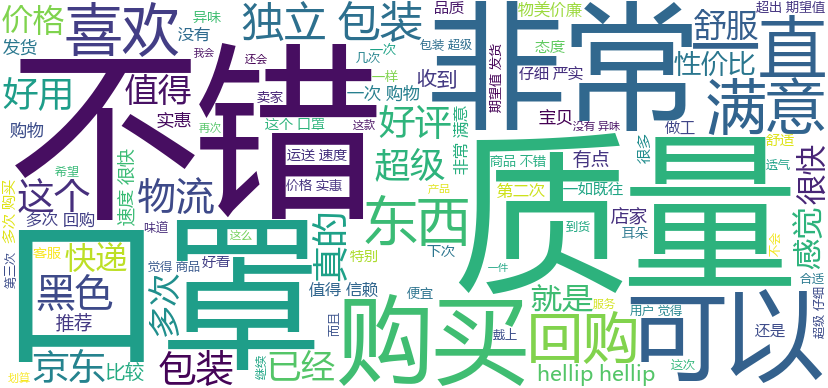 价格
喜欢
异味
没有
发货
独立 包装
我会
还会
一次
几次
品质
包装 超级
物美价廉
态度
舒服
超出 期望值
一直
非常
不错
好用
值得
卖家
一样
一次 购物
收到
期望值 发货
仔细 严实
性价比
满意
购物
实惠
再次
这个 口罩
这款
好评
非常 满意
宝贝
没有 异味
做工
很多
舒适
透气
很快
希望
这个
物流
运送 速度
价格 实惠
超级
商品 不错
有点
质量
多次 购买
多次 回购
速度 很快
产品
第二次
一如既往
味道
东西
店家
到货
耳朵
感觉
不会
口罩
这么
真的
第三次
客服
快递
觉得 商品
好看
特别
下次
一件
合适
黑色
多次
值得 信赖
便宜
购买
就是
服务
可以
用户 觉得
超级 仔细
推荐
而且
戴上
回购
还是
京东
比较
包装
继续
已经
hellip hellip
这次
划算